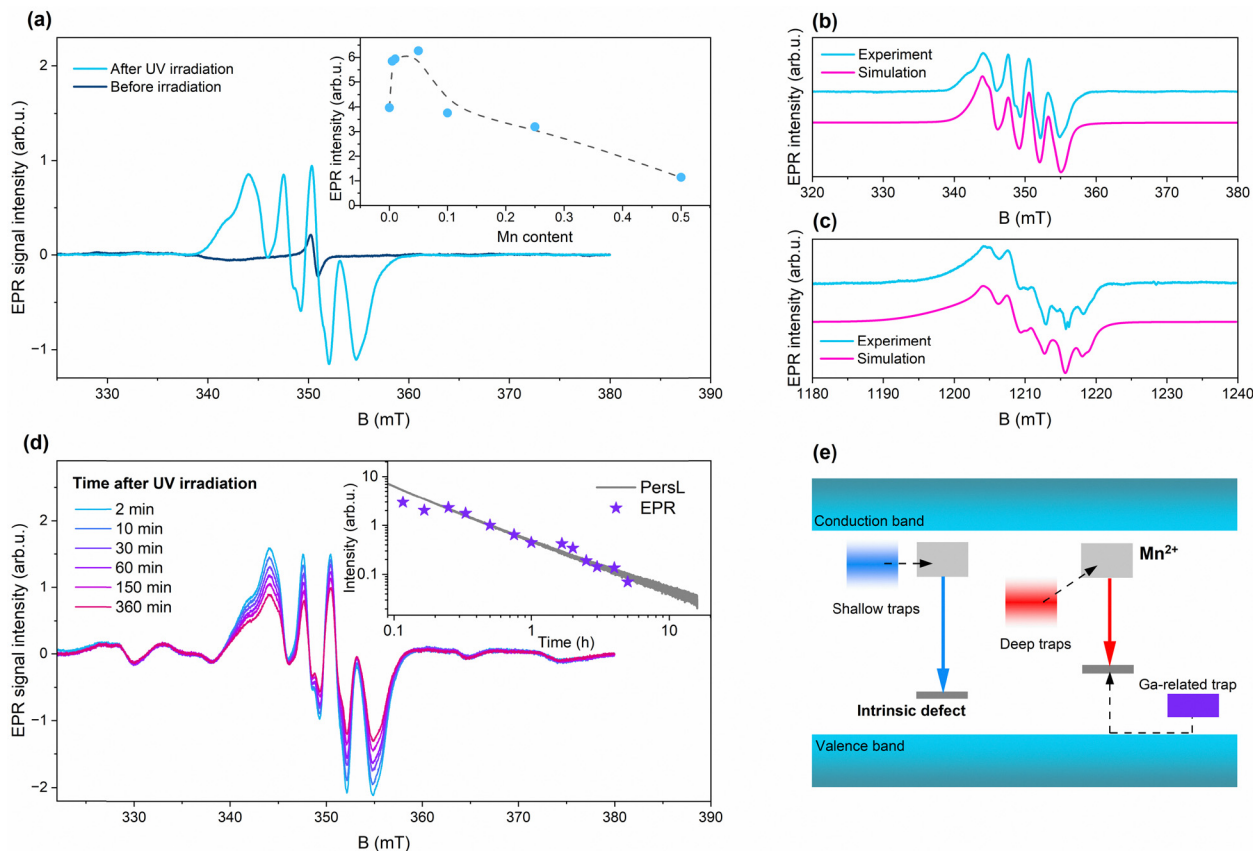 (a)
EPR signal intensity (arb.u.)
2
1
0
−1
After UV irradiation
Before irradiation
330
340
350
360
370
380
390
B (mT)
EPR intensity (arb.u.)
6
5
4
3
2
1
0
0.0
0.1
0.2
0.3
0.4
0.5
Mn content
(b)
EPR intensity (arb.u.)
Experiment
Simulation
320
330
340
350
360
370
380
B (mT)
(c)
EPR intensity (arb.u.)
Experiment
Simulation
1180
1190
1200
1210
1220
1230
1240
B (mT)
(d)
EPR signal intensity (arb.u.)
2
1
0
−1
−2
Time after UV irradiation
2 min
10 min
30 min
60 min
150 min
360 min
330
340
350
360
370
380
390
B (mT)
Intensity (arb.u.)
10
1
0.1
PersL
EPR
0.1
1
10
Time (h)
(e)
Conduction band
Mn²⁺
Shallow traps
Deep traps
Ga-related trap
Intrinsic defect
Valence band